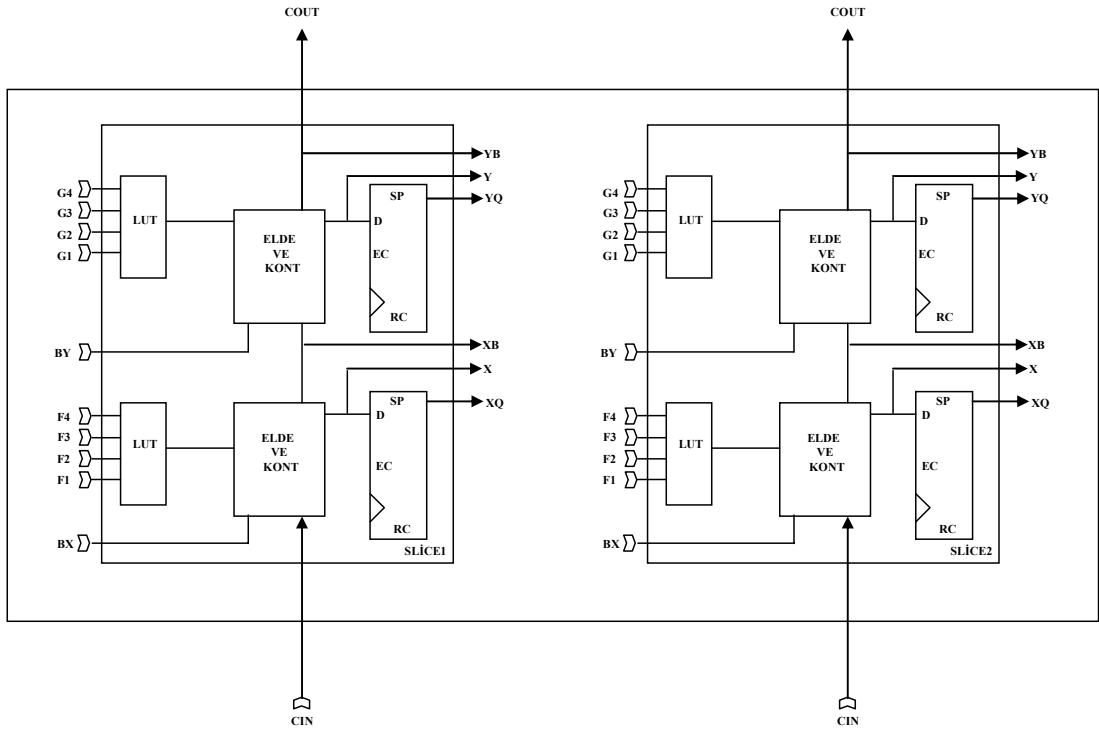 COUT
COUT
YB
Y
YQ
G4
G3
G2
G1
LUT
ELDE
VE
KONT
SP
D
EC
RC
BY
XB
X
XQ
F4
F3
F2
F1
LUT
ELDE
VE
KONT
SP
D
EC
RC
BX
SLİCE1
CIN
YB
Y
YQ
G4
G3
G2
G1
LUT
ELDE
VE
KONT
SP
D
EC
RC
BY
XB
X
XQ
F4
F3
F2
F1
LUT
ELDE
VE
KONT
SP
D
EC
RC
BX
SLİCE2
CIN